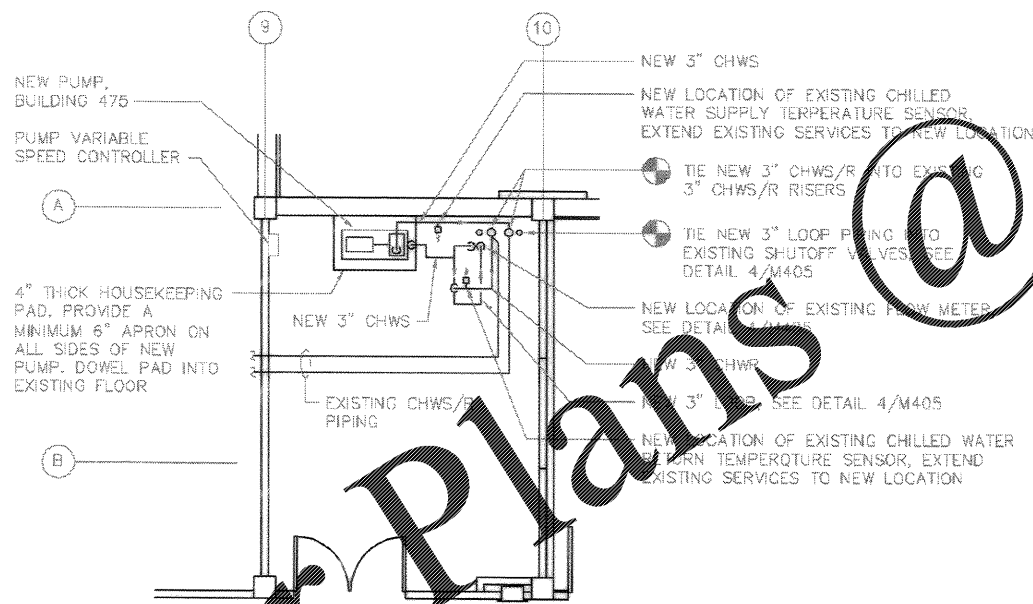 9
10
NEW PUMP,
BUILDING 475
PUMP VARIABLE
SPEED CONTROLLER
A
4" THICK HOUSEKEEPING
PAD. PROVIDE A
MINIMUM 6" APRON ON
ALL SIDES OF NEW
PUMP. DOWEL PAD INTO
EXISTING FLOOR
B
NEW 3" CHWS
EXISTING CHWS/R
PIPING
NEW 3" CHWS
NEW LOCATION OF EXISTING CHILLED
WATER SUPPLY TERPERATURE SENSOR,
EXTEND EXISTING SERVICES TO NEW LOCATION
TIE NEW 3" CHWS/R INTO EXISTING
3" CHWS/R RISERS
TIE NEW 3" LOOP PIPING INTO
EXISTING SHUTOFF VALVES, SEE
DETAIL 4/M405
NEW LOCATION OF EXISTING FLOW METER,
SEE DETAIL 4/M405
NEW 3" CHWR
NEW 3" LOOP, SEE DETAIL 4/M405
NEW LOCATION OF EXISTING CHILLED WATER
RETURN TEMPERQTURE SENSOR, EXTEND
EXISTING SERVICES TO NEW LOCATION
Plans @